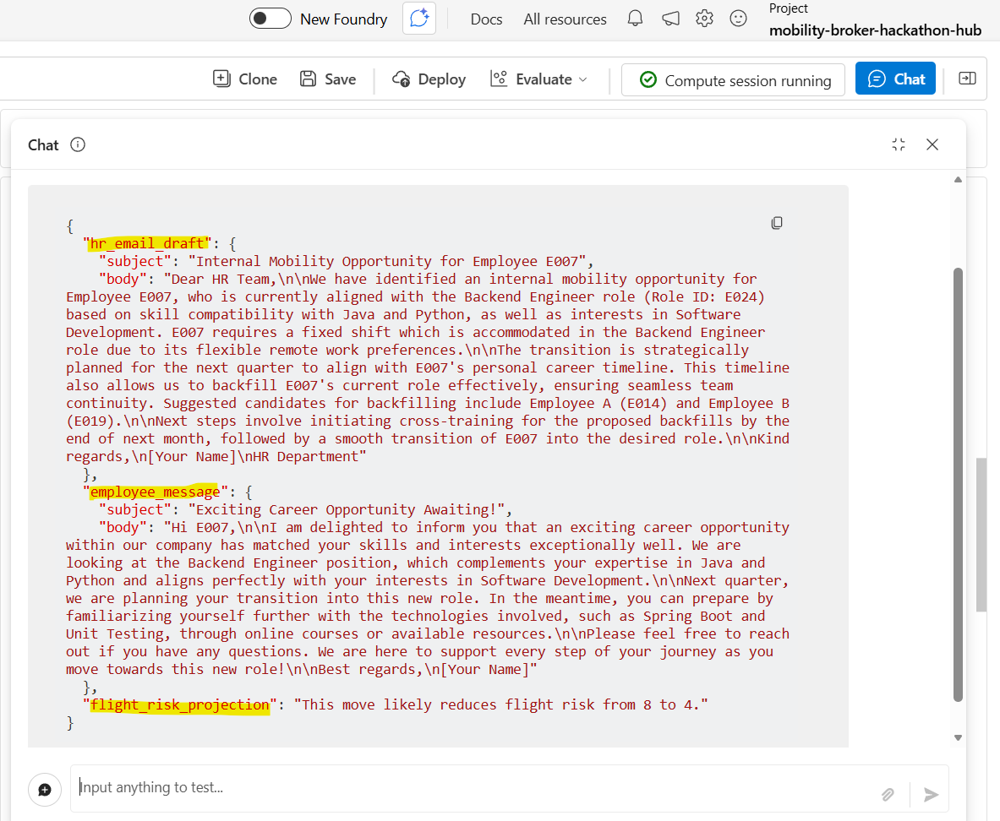 New Foundry
Docs
All resources
Project
mobility-broker-hackathon-hub
Clone
Save
Deploy
Evaluate
Compute session running
Chat
Chat
{
"hr_email_draft": {
"subject": "Internal Mobility Opportunity for Employee E007",
"body": "Dear HR Team,\n\nWe have identified an internal mobility opportunity for
Employee E007, who is currently aligned with the Backend Engineer role (Role ID: E024)
based on skill compatibility with Java and Python, as well as interests in Software
Development. E007 requires a fixed shift which is accommodated in the Backend Engineer
role due to its flexible remote work preferences.\n\nThe transition is strategically
planned for the next quarter to align with E007's personal career timeline. This timeline
also allows us to backfill E007's current role effectively, ensuring seamless team
continuity. Suggested candidates for backfilling include Employee A (E014) and Employee B
(E019).\n\nNext steps involve initiating cross-training for the proposed backfills by the
end of next month, followed by a smooth transition of E007 into the desired role.\n\nKind
regards,\n[Your Name]\nHR Department"
},
"employee_message": {
"subject": "Exciting Career Opportunity Awaiting!",
"body": "Hi E007,\n\nI am delighted to inform you that an exciting career opportunity
within our company has matched your skills and interests exceptionally well. We are
looking at the Backend Engineer position, which complements your expertise in Java and
Python and aligns perfectly with your interests in Software Development.\n\nNext quarter,
we are planning your transition into this new role. In the meantime, you can prepare by
familiarizing yourself further with the technologies involved, such as Spring Boot and
Unit Testing, through online courses or available resources.\n\nPlease feel free to reach
out if you have any questions. We are here to support every step of your journey as you
move towards this new role!\n\nBest regards,\n[Your Name]"
},
"flight_risk_projection": "This move likely reduces flight risk from 8 to 4."
}
Input anything to test...